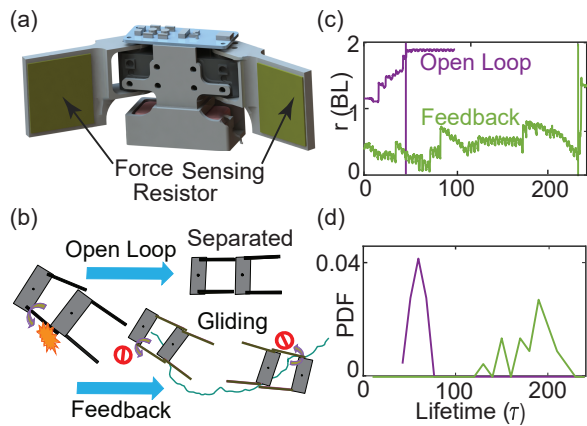 (a)
Force Sensing
Resistor
(b)
Open Loop
Separated
Gliding
Feedback
(c)
r (BL)
2
1
0
Open Loop
Feedback
0
100
200
(d)
PDF
0.04
0
0
100
200
Lifetime (τ)